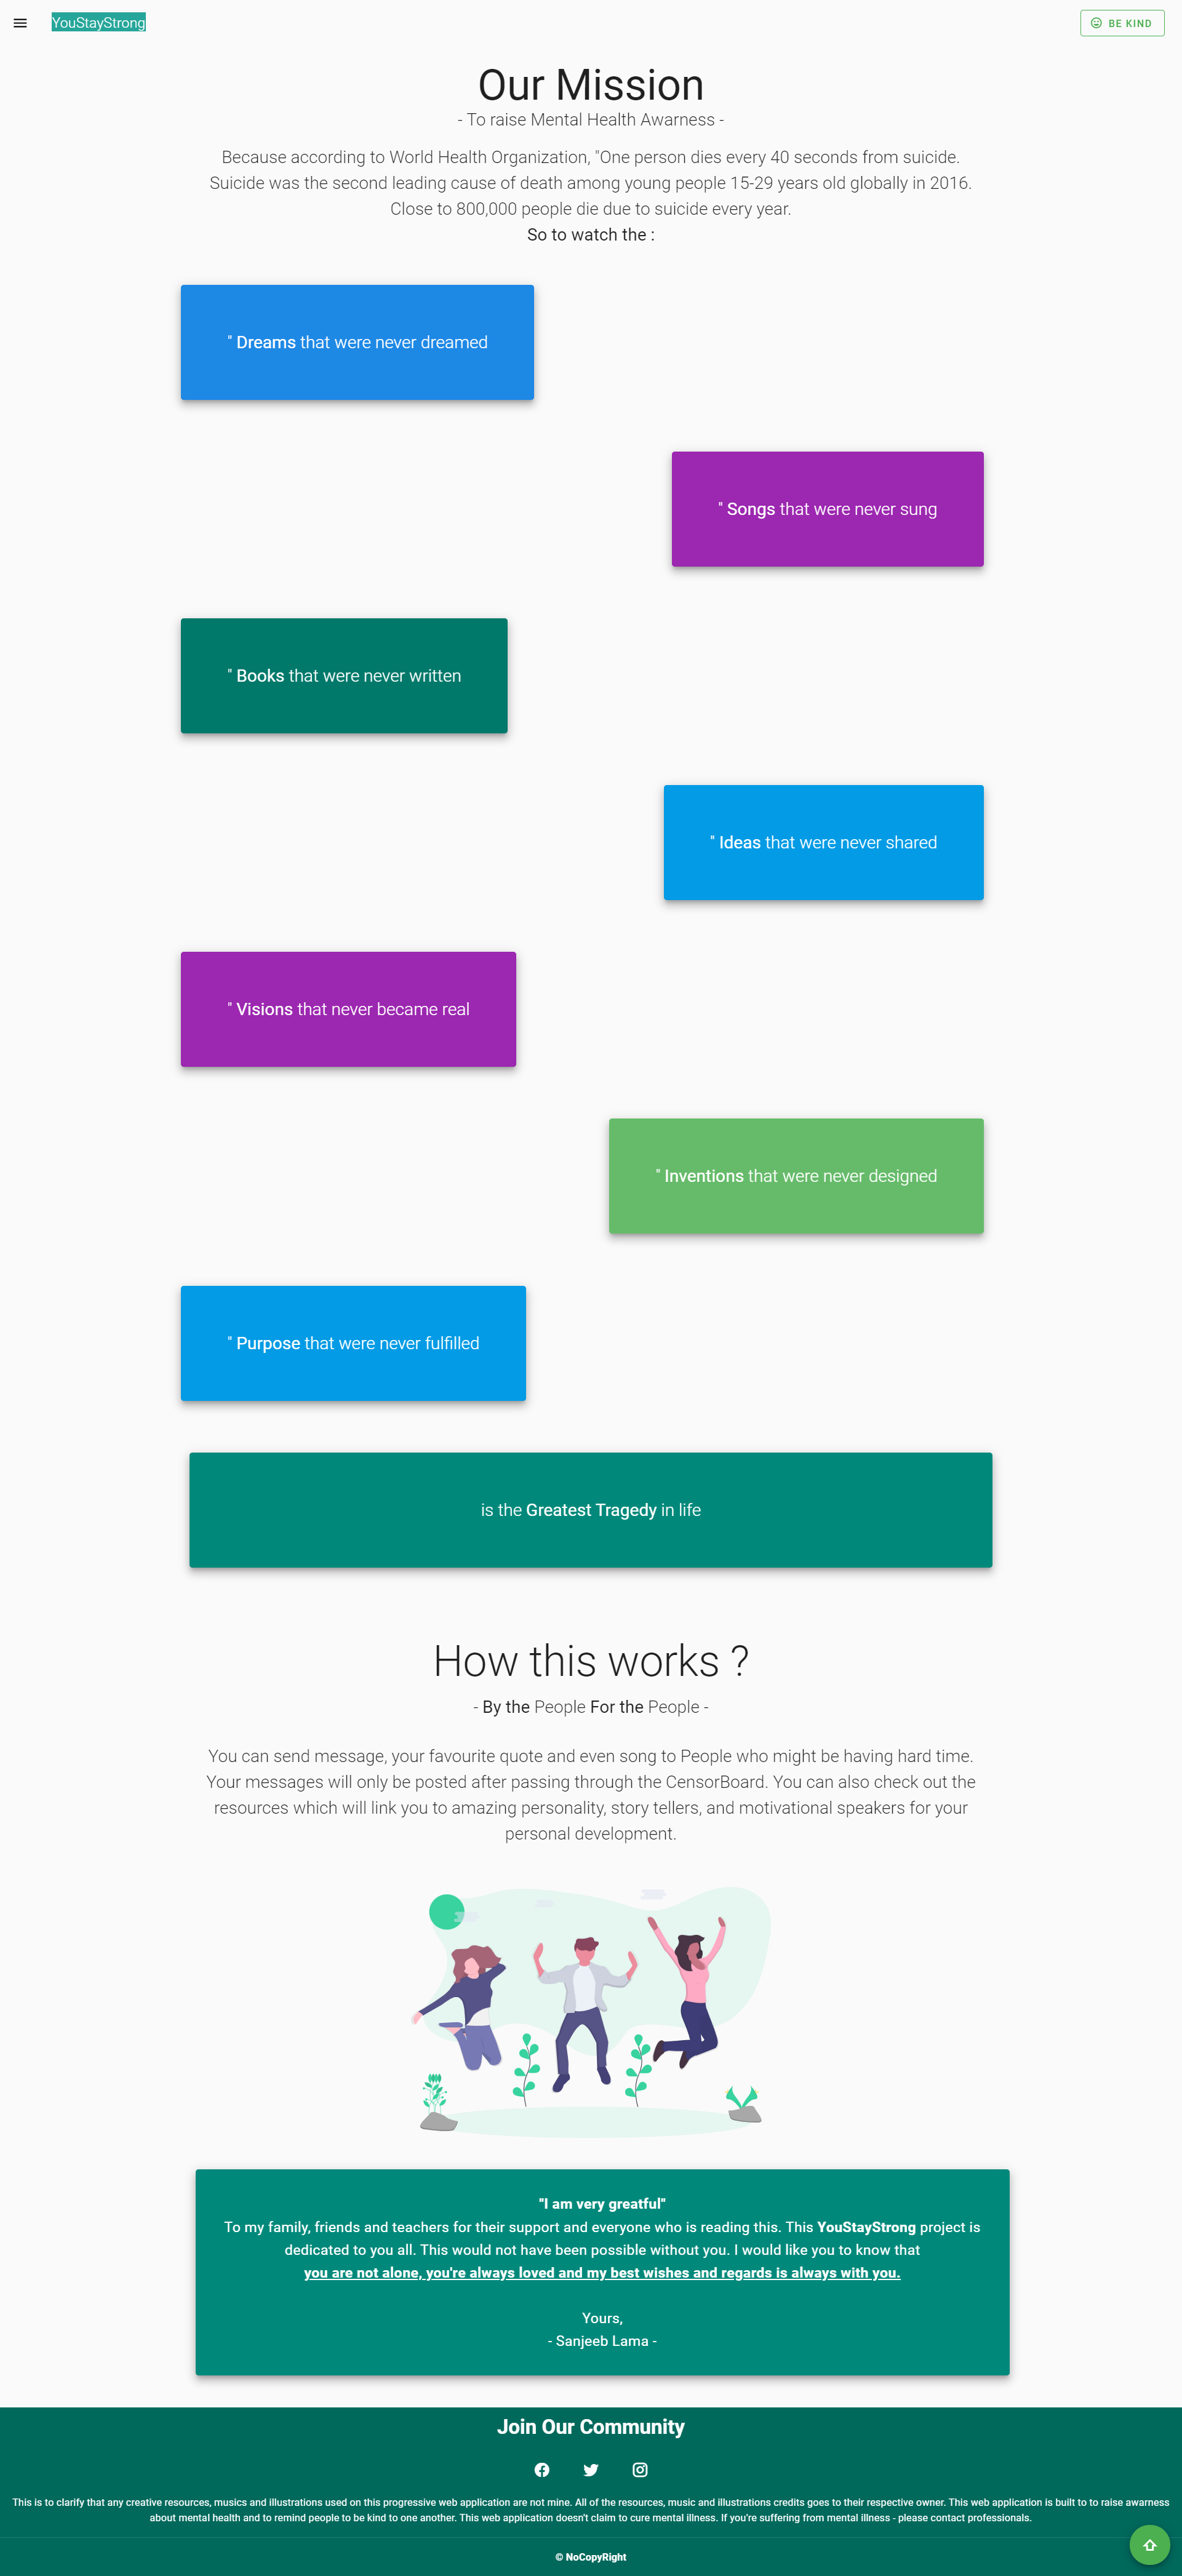 YouStayStrong
BE KIND
Our Mission
- To raise Mental Health Awarness -
Because according to World Health Organization, "One person dies every 40 seconds from suicide.
Suicide was the second leading cause of death among young people 15-29 years old globally in 2016.
Close to 800,000 people die due to suicide every year.
So to watch the :
" Dreams that were never dreamed
" Songs that were never sung
" Books that were never written
" Ideas that were never shared
" Visions that never became real
" Inventions that were never designed
" Purpose that were never fulfilled
is the Greatest Tragedy in life
How this works ?
- By the People For the People -
You can send message, your favourite quote and even song to People who might be having hard time.
Your messages will only be posted after passing through the CensorBoard. You can also check out the
resources which will link you to amazing personality, story tellers, and motivational speakers for your
personal development.
"I am very greatful"
To my family, friends and teachers for their support and everyone who is reading this. This YouStayStrong project is
dedicated to you all. This would not have been possible without you. I would like you to know that
you are not alone, you're always loved and my best wishes and regards is always with you.
Yours,
- Sanjeeb Lama -
Join Our Community
This is to clarify that any creative resources, musics and illustrations used on this progressive web application are not mine. All of the resources, music and illustrations credits goes to their respective owner. This web application is built to to raise awarness
about mental health and to remind people to be kind to one another. This web application doesn't claim to cure mental illness. If you're suffering from mental illness - please contact professionals.
© NoCopyRight